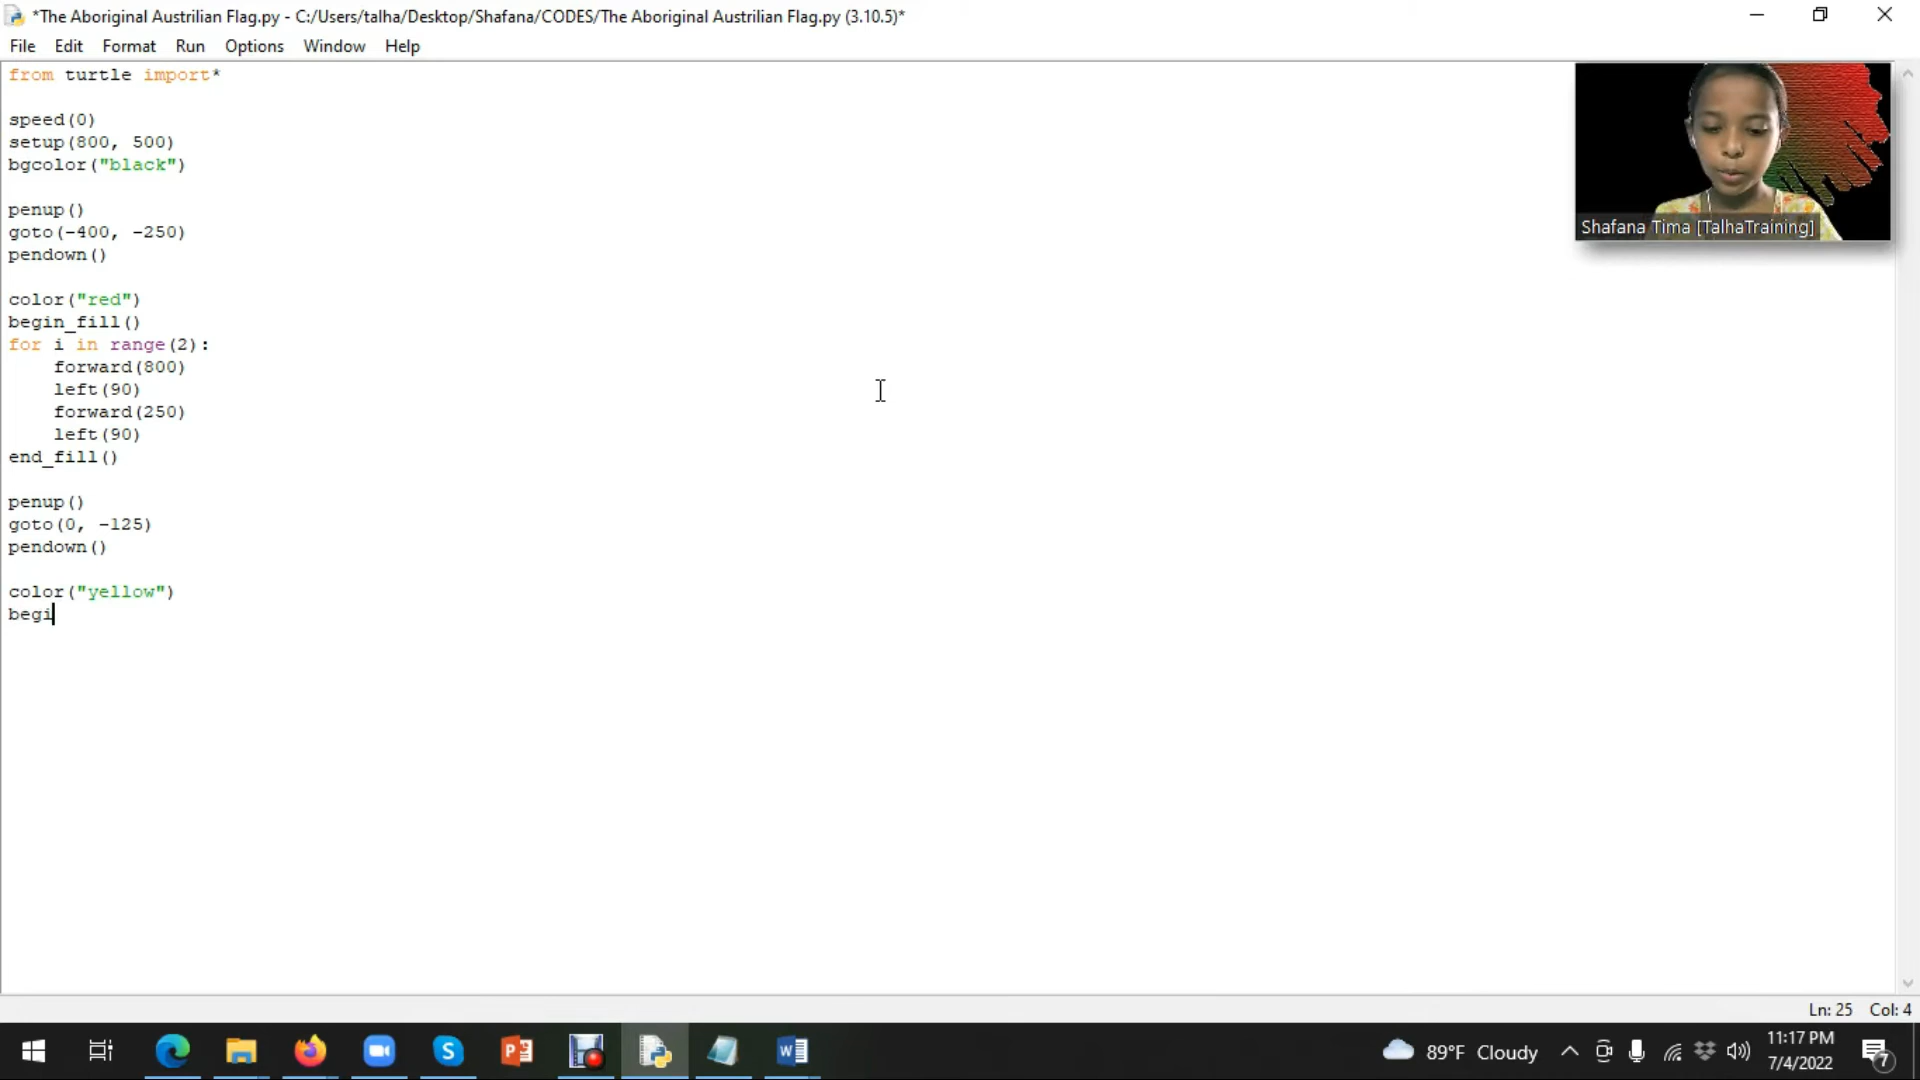 *The Aboriginal Austrilian Flag.py - C:/Users/talha/Desktop/Shafana/CODES/The Aboriginal Austrilian Flag.py (3.10.5)*
File Edit Format Run Options Window Help
from turtle import*
speed(0)
setup(800, 500)
bgcolor("black")
penup()
goto(-400, -250)
pendown()
color("red")
begin_fill()
for i in range(2):
    forward(800)
    left(90)
    forward(250)
    left(90)
end_fill()
penup()
goto(0, -125)
pendown()
color("yellow")
begi
Shafana Tima [TalhaTraining]
Ln: 25 Col: 4
89°F Cloudy
11:17 PM
7/4/2022
7